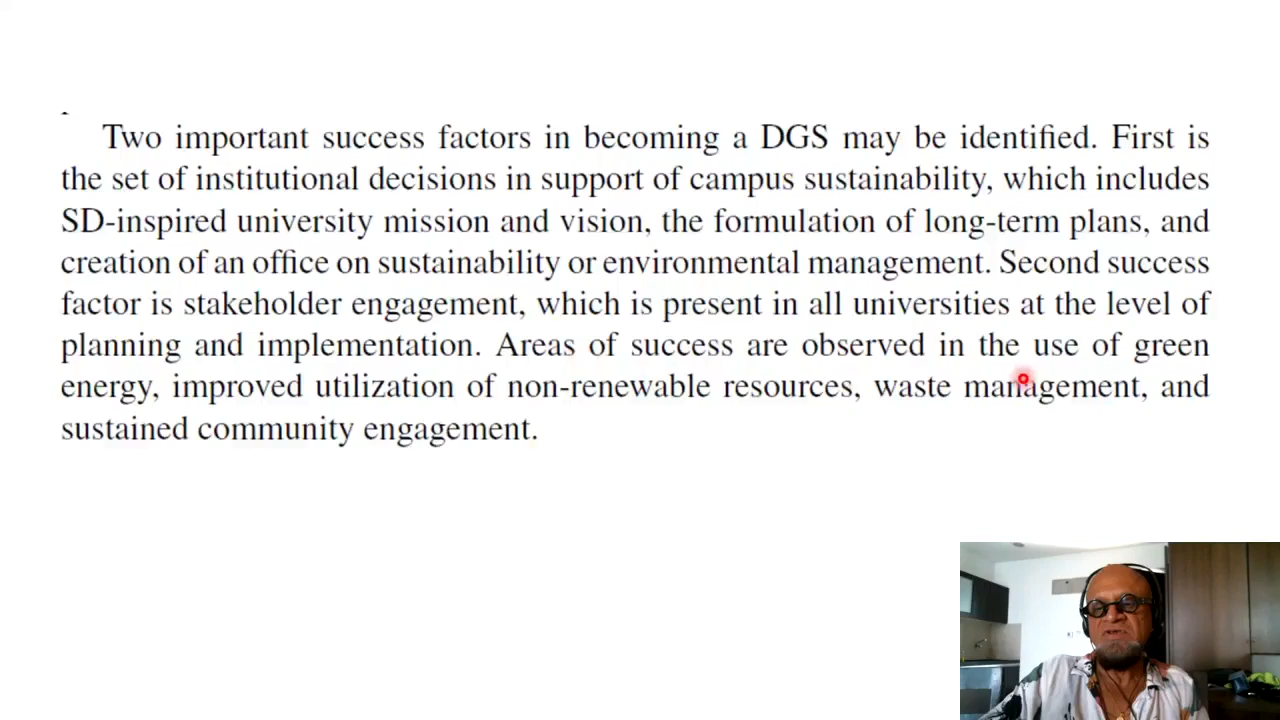 Two important success factors in becoming a DGS may be identified. First is
the set of institutional decisions in support of campus sustainability, which includes
SD-inspired university mission and vision, the formulation of long-term plans, and
creation of an office on sustainability or environmental management. Second success
factor is stakeholder engagement, which is present in all universities at the level of
planning and implementation. Areas of success are observed in the use of green
energy, improved utilization of non-renewable resources, waste management, and
sustained community engagement.